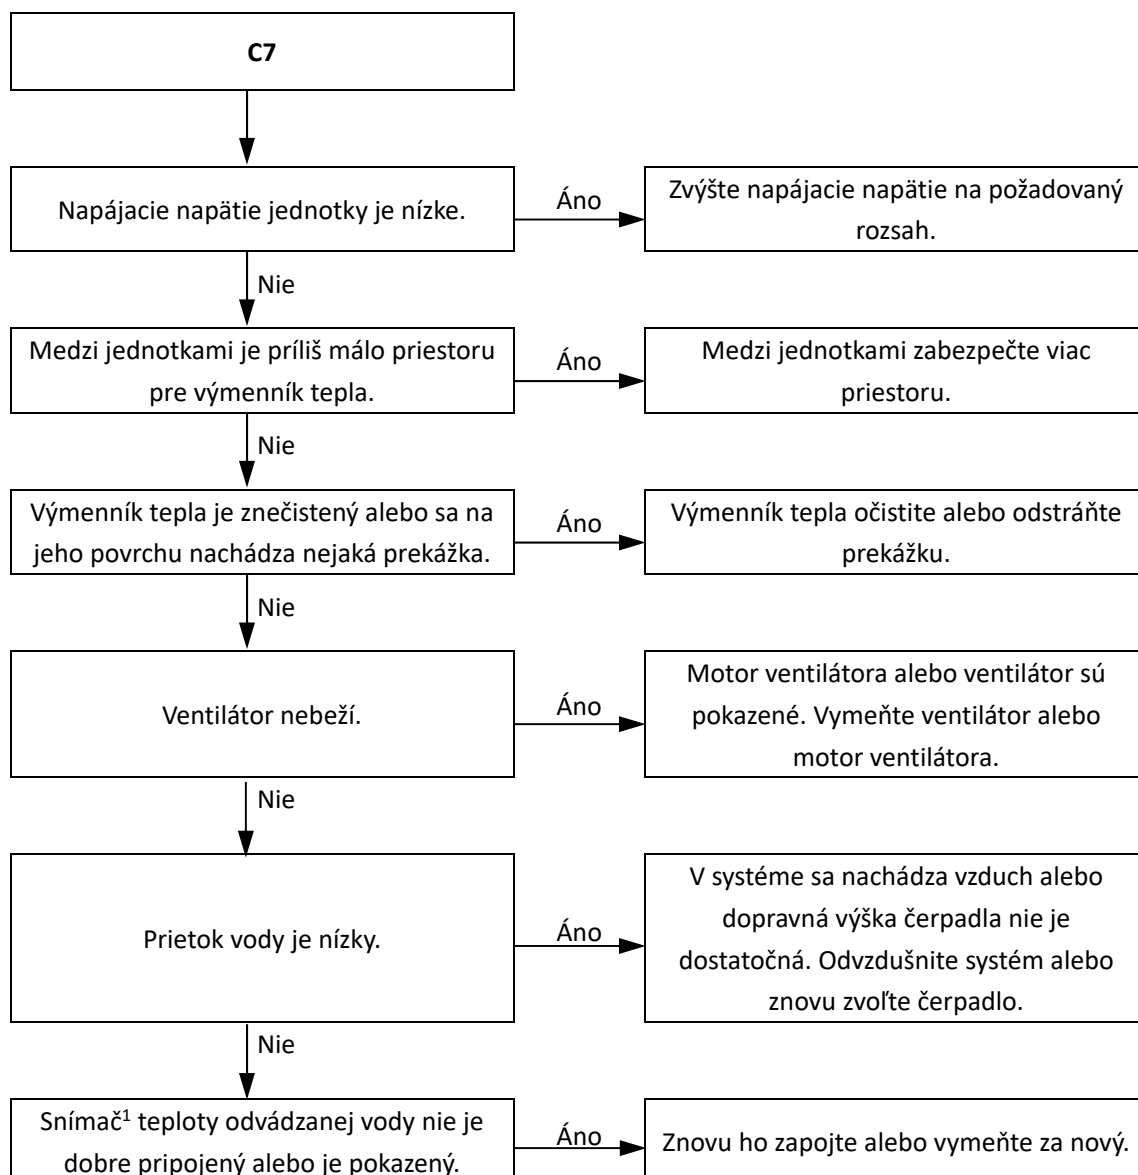 C7
Napájacie napätie jednotky je nízke.
Áno
Zvýšte napájacie napätie na požadovaný
rozsah.
Nie
Medzi jednotkami je príliš málo priestoru
pre výmenník tepla.
Áno
Medzi jednotkami zabezpečte viac
priestoru.
Nie
Výmenník tepla je znečistený alebo sa na
jeho povrchu nachádza nejaká prekážka.
Áno
Výmenník tepla očistite alebo odstráňte
prekážku.
Nie
Ventilátor nebeží.
Áno
Motor ventilátora alebo ventilátor sú
pokazené. Vymeňte ventilátor alebo
motor ventilátora.
Nie
Prietok vody je nízky.
Áno
V systéme sa nachádza vzduch alebo
dopravná výška čerpadla nie je
dostatočná. Odvzdušnite systém alebo
znovu zvoľte čerpadlo.
Nie
Snímač¹ teploty odvádzanej vody nie je
dobre pripojený alebo je pokazený.
Áno
Znovu ho zapojte alebo vymeňte za nový.